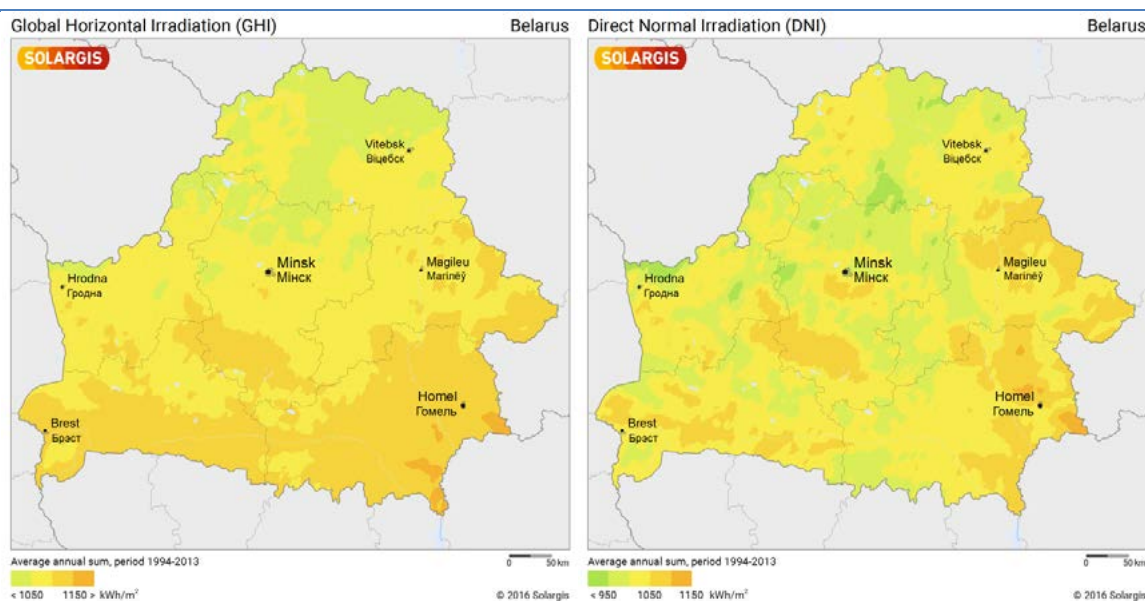 Global Horizontal Irradiation (GHI)
Belarus
SOLARGIS
Vitebsk
Віцебск
Minsk
Мінск
Magileu
Магілёў
Hrodna
Гродна
Homel
Гомель
Brest
Брэст
Average annual sum, period 1994-2013
< 1050 1150 > kWh/m²
0 50 km
© 2016 Solargis
Direct Normal Irradiation (DNI)
Belarus
SOLARGIS
Vitebsk
Віцебск
Minsk
Мінск
Magileu
Магілёў
Hrodna
Гродна
Homel
Гомель
Brest
Брэст
Average annual sum, period 1994-2013
< 950 1050 1150 kWh/m²
0 50 km
© 2016 Solargis